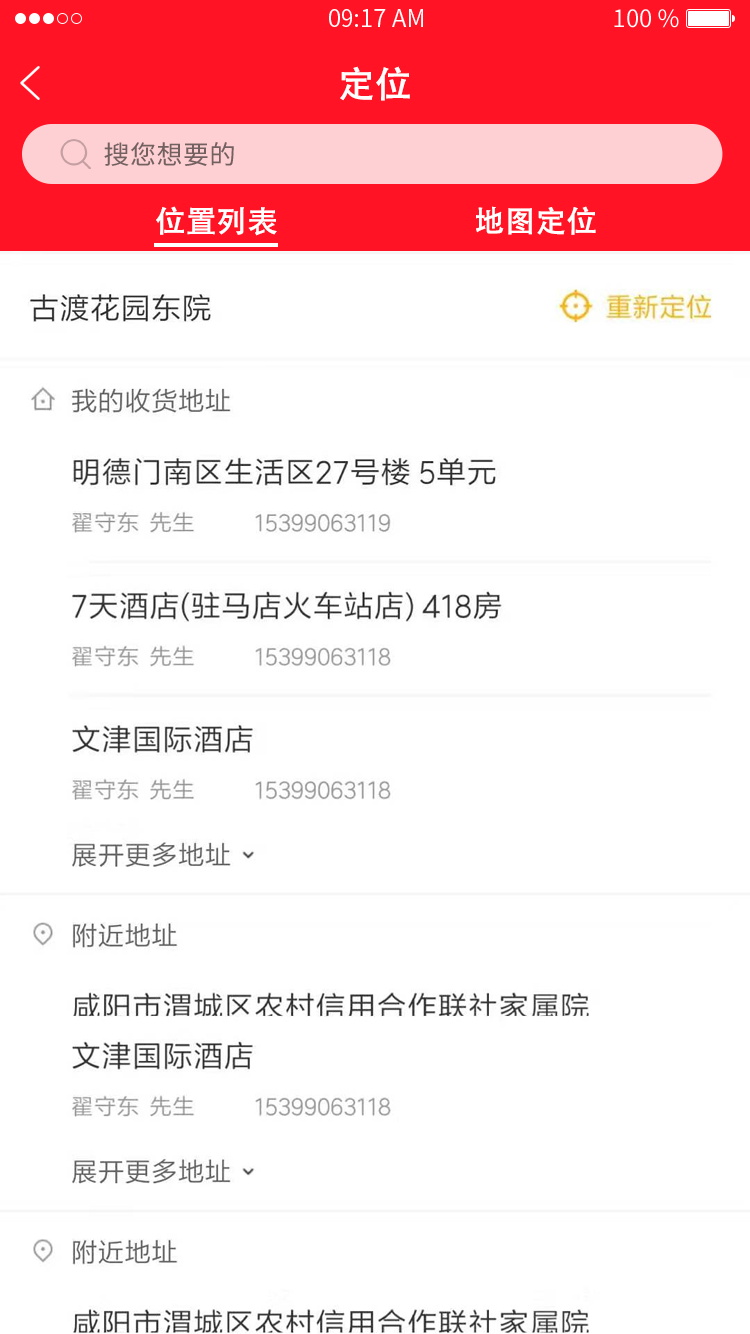 09:17 AM 100 %
定位
搜您想要的
位置列表 地图定位
古渡花园东院 重新定位
我的收货地址
明德门南区生活区27号楼 5单元
翟守东 先生 15399063119
7天酒店(驻马店火车站店) 418房
翟守东 先生 15399063118
文津国际酒店
翟守东 先生 15399063118
展开更多地址
附近地址
咸阳市渭城区农村信用合作联社家属院
文津国际酒店
翟守东 先生 15399063118
展开更多地址
附近地址
咸阳市渭城区农村信用合作联社家属院